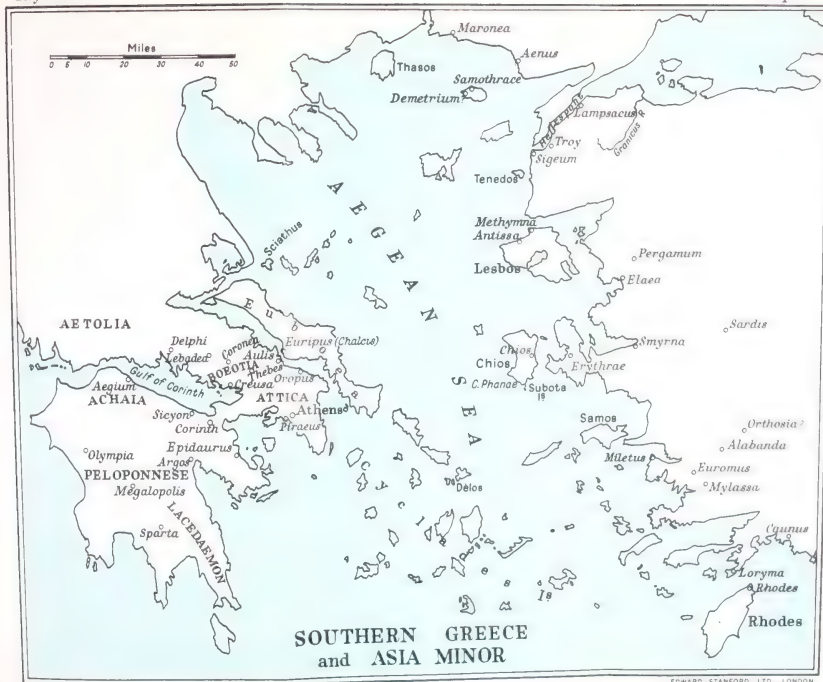 Miles
0 5 10 20 30 40 50
Maronea
Aenus
Thasos
Samothrace
Demetrium?
Hellespont
Lampsacus
Granicus R
Troy
Sigeum
Tenedos
AEGEAN SEA
Sciathus
Methymna
Antissa
Lesbos
Pergamum
Elaea
Sardis
Smyrna
Euboea
AETOLIA
Delphi
Lebadea
Coronea
Euripus (Chalcis)
Aulis
BOEOTIA
Thebes
Creusa
Oropus
Gulf of Corinth
Aegium
ACHAIA
ATTICA
Athens
Piraeus
Sicyon
Corinth
Chios
Chios
Erythrae
C. Phanae
Subota
Is
Samos
Orthosia?
Alabanda
Epidaurus
Argos
Olympia
PELOPONNESE
Megalopolis
Miletus
Euromus
Mylassa
Delos
Cyclades Is
Sparta
LACEDAEMON
Caunus
Loryma
Rhodes
Rhodes
SOUTHERN GREECE
and ASIA MINOR
EDWARD STANFORD LTD. LONDON